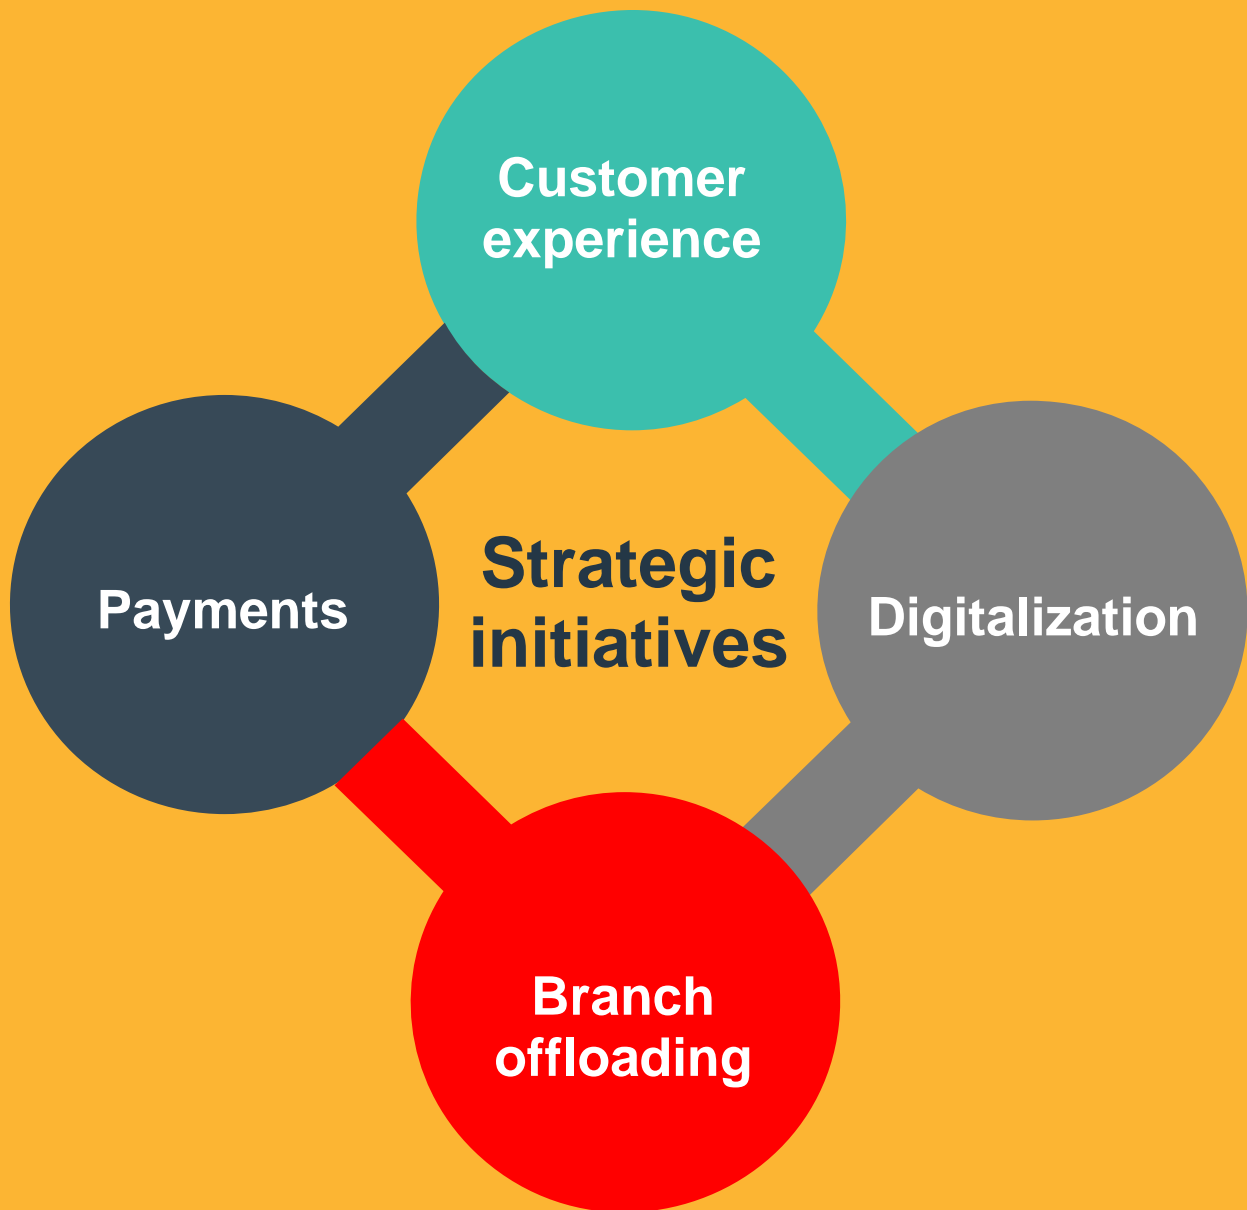 Customer
experience
Payments
Strategic
initiatives
Digitalization
Branch
offloading